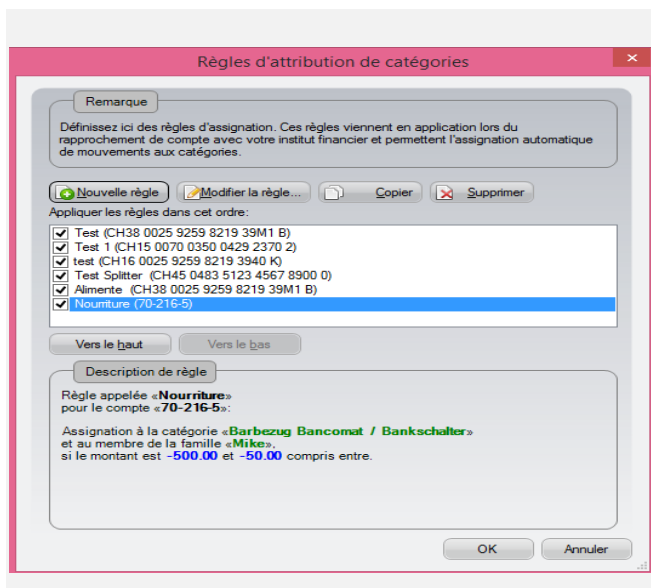 Règles d'attribution de catégories
Remarque
Définissez ici des règles d'assignation. Ces règles viennent en application lors du
rapprochement de compte avec votre institut financier et permettent l'assignation automatique
de mouvements aux catégories.
Nouvelle règle Modifier la règle... Copier Supprimer
Appliquer les règles dans cet ordre:
Test (CH38 0025 9259 8219 39M1 B)
Test 1 (CH15 0070 0350 0429 2370 2)
test (CH16 0025 9259 8219 3940 K)
Test Splitter (CH45 0483 5123 4567 8900 0)
Alimente (CH38 0025 9259 8219 39M1 B)
Nourriture (70-216-5)
Vers le haut Vers le bas
Description de règle
Règle appelée «Nourriture»
pour le compte «70-216-5»:
Assignation à la catégorie «Barbezug Bancomat / Bankschalter»
et au membre de la famille «Mike»,
si le montant est -500.00 et -50.00 compris entre.
OK Annuler